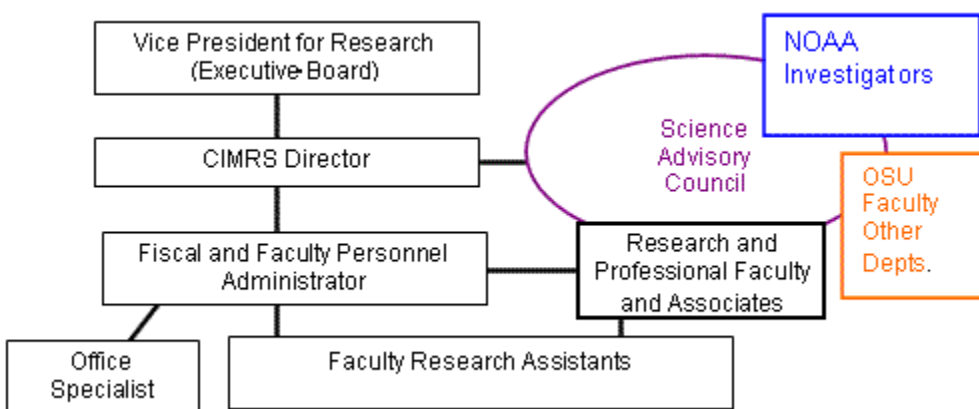 Vice President for Research
(Executive-Board)
NOAA
Investigators
CIMRS Director
Science
Advisory
Council
OSU
Faculty
Other
Depts.
Fiscal and Faculty Personnel
Administrator
Research and
Professional Faculty
and Associates
Office
Specialist
Faculty Research Assistants